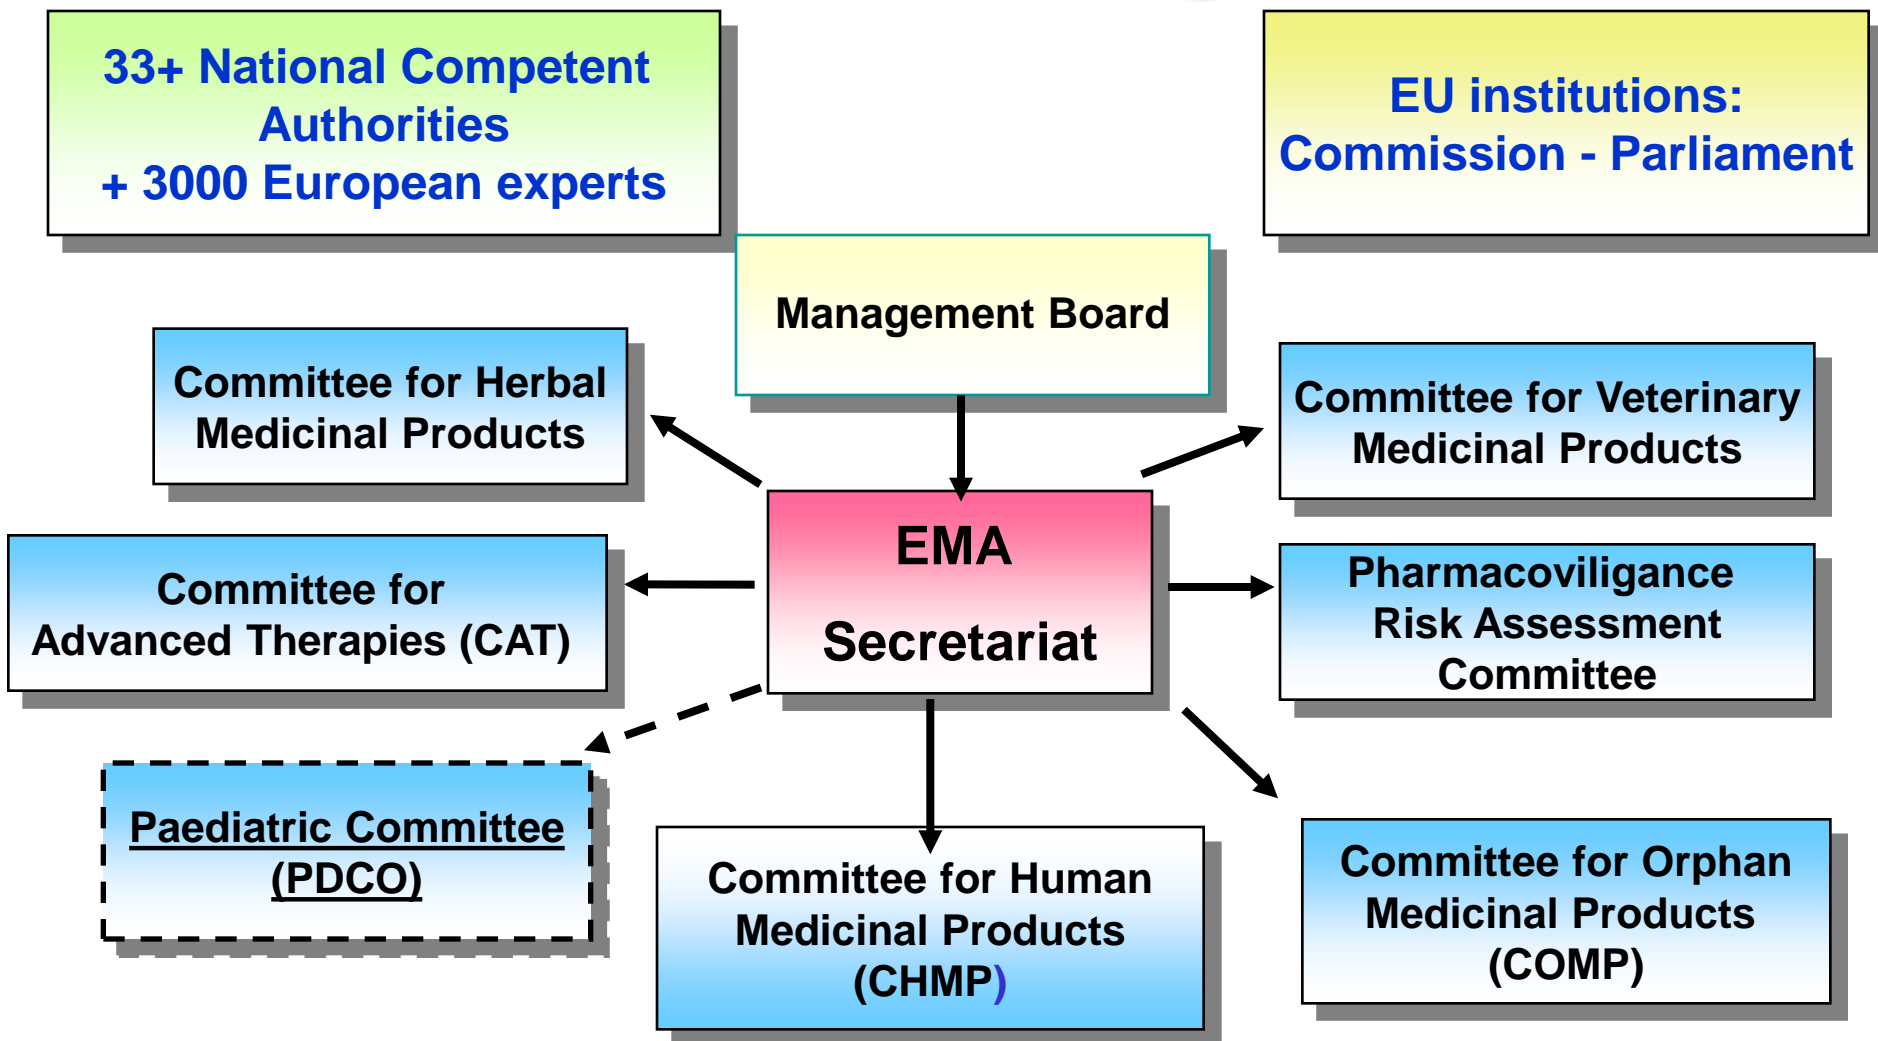 33+ National Competent
Authorities
+ 3000 European experts
EU institutions:
Commission - Parliament
Management Board
Committee for Herbal
Medicinal Products
Committee for Veterinary
Medicinal Products
EMA
Secretariat
Committee for
Advanced Therapies (CAT)
Pharmacoviligance
Risk Assessment
Committee
Paediatric Committee
(PDCO)
Committee for Human
Medicinal Products
(CHMP)
Committee for Orphan
Medicinal Products
(COMP)